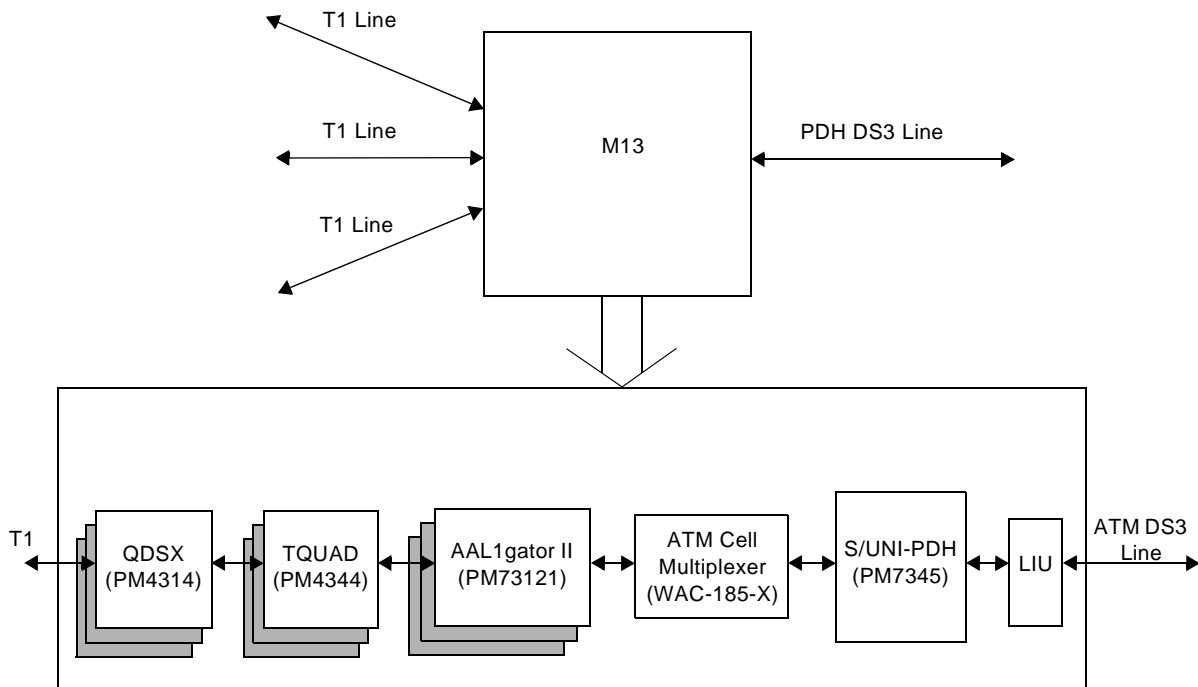 T1 Line
T1 Line
T1 Line
M13
PDH DS3 Line
T1
QDSX
(PM4314)
TQUAD
(PM4344)
AAL1gator II
(PM73121)
ATM Cell
Multiplexer
(WAC-185-X)
S/UNI-PDH
(PM7345)
LIU
ATM DS3
Line